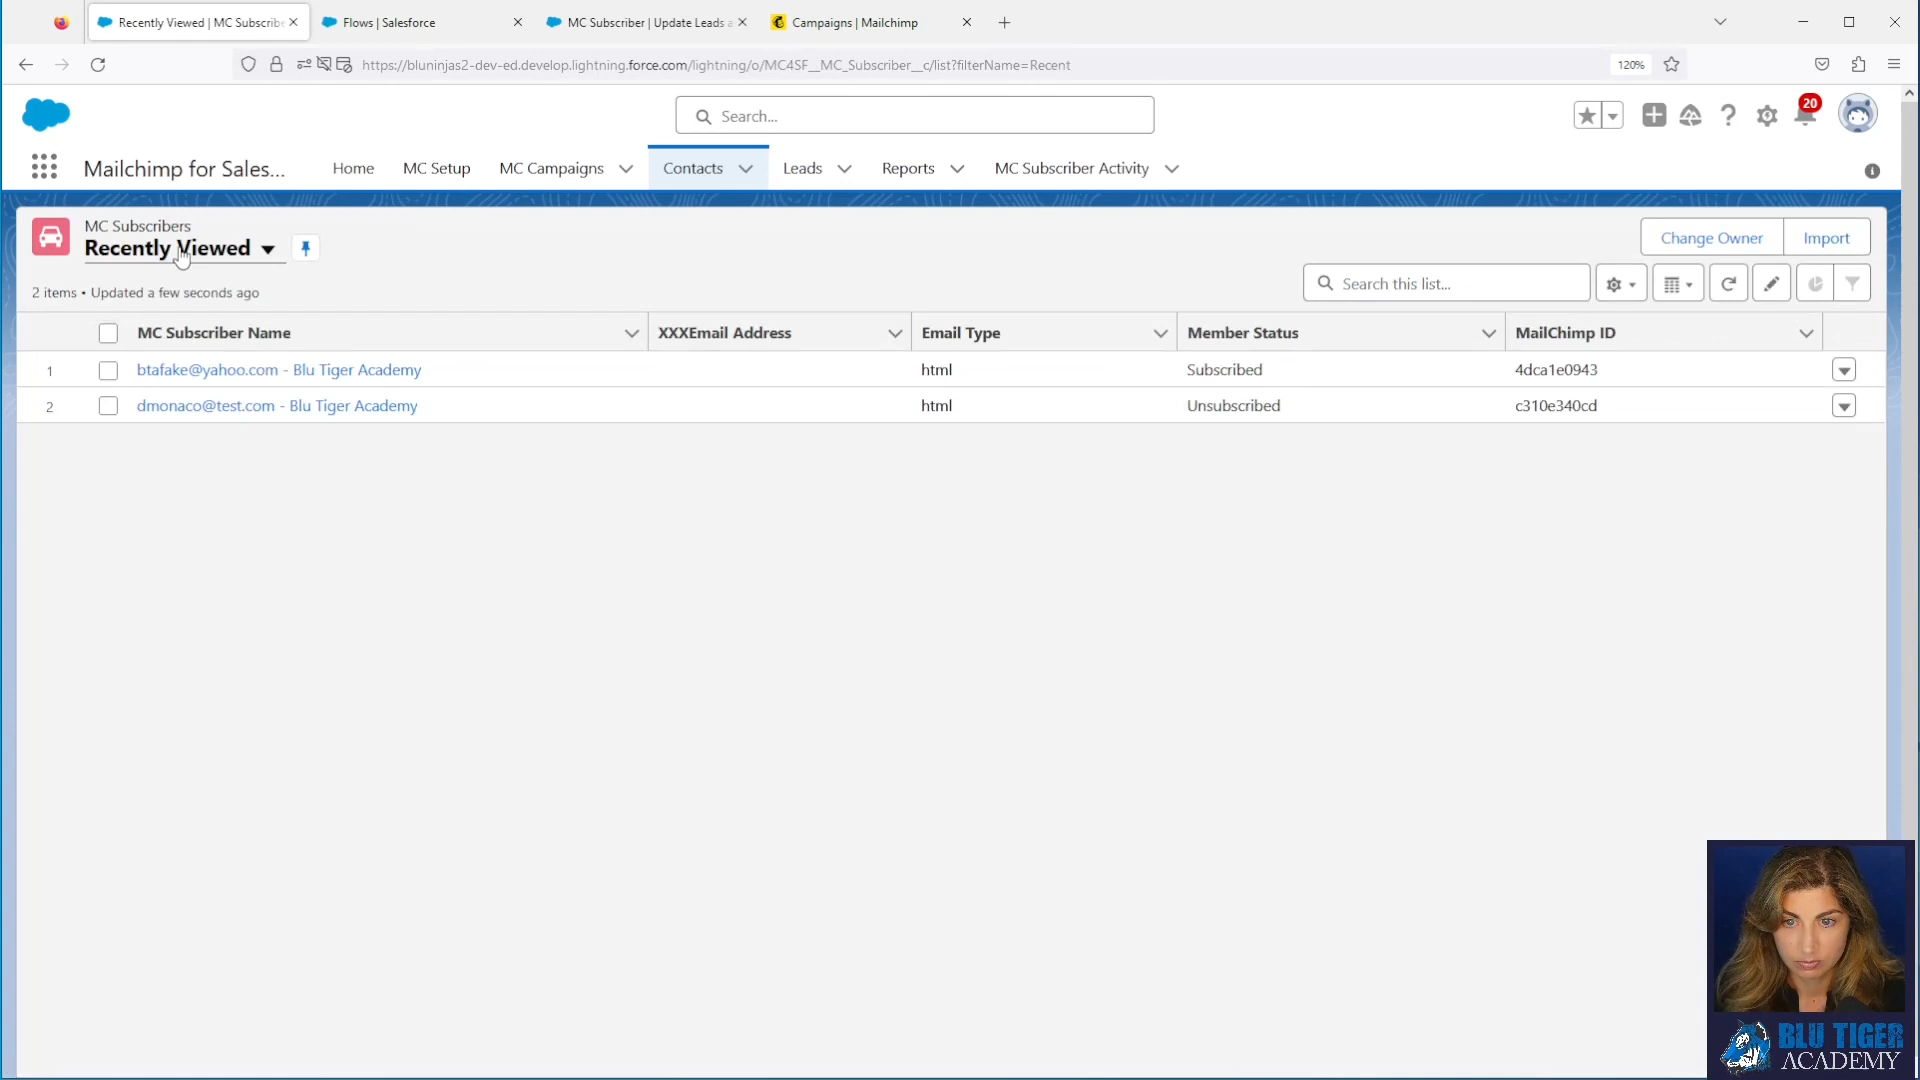 Recently Viewed | MC Subscribe
Flows | Salesforce
MC Subscriber | Update Leads a
Campaigns | Mailchimp
https://bluninjas2-dev-ed.develop.lightning.force.com/lightning/o/MC4SF__MC_Subscriber__c/list?filterName=Recent
120%
Search...
20
Mailchimp for Sales...
Home
MC Setup
MC Campaigns
Contacts
Leads
Reports
MC Subscriber Activity
MC Subscribers
Recently Viewed
Change Owner
Import
2 items • Updated a few seconds ago
Search this list...
MC Subscriber Name
XXXEmail Address
Email Type
Member Status
MailChimp ID
1 btafake@yahoo.com - Blu Tiger Academy html Subscribed 4dca1e0943
2 dmonaco@test.com - Blu Tiger Academy html Unsubscribed c310e340cd
BLU TIGER
ACADEMY